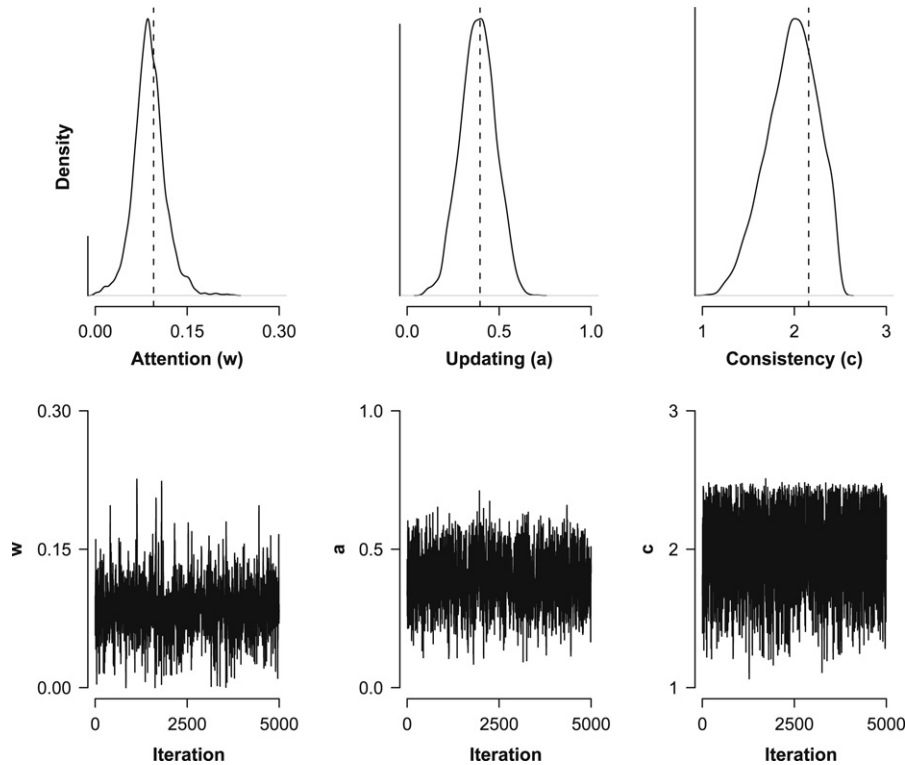 Density
0.00 0.15 0.30 0.0 0.5 1.0 1 2 3
Attention (w) Updating (a) Consistency (c)
0.30 1.0 3
w 0.15 a 0.5 c 2
0.00 0.0 1
0 2500 5000 0 2500 5000 0 2500 5000
Iteration Iteration Iteration